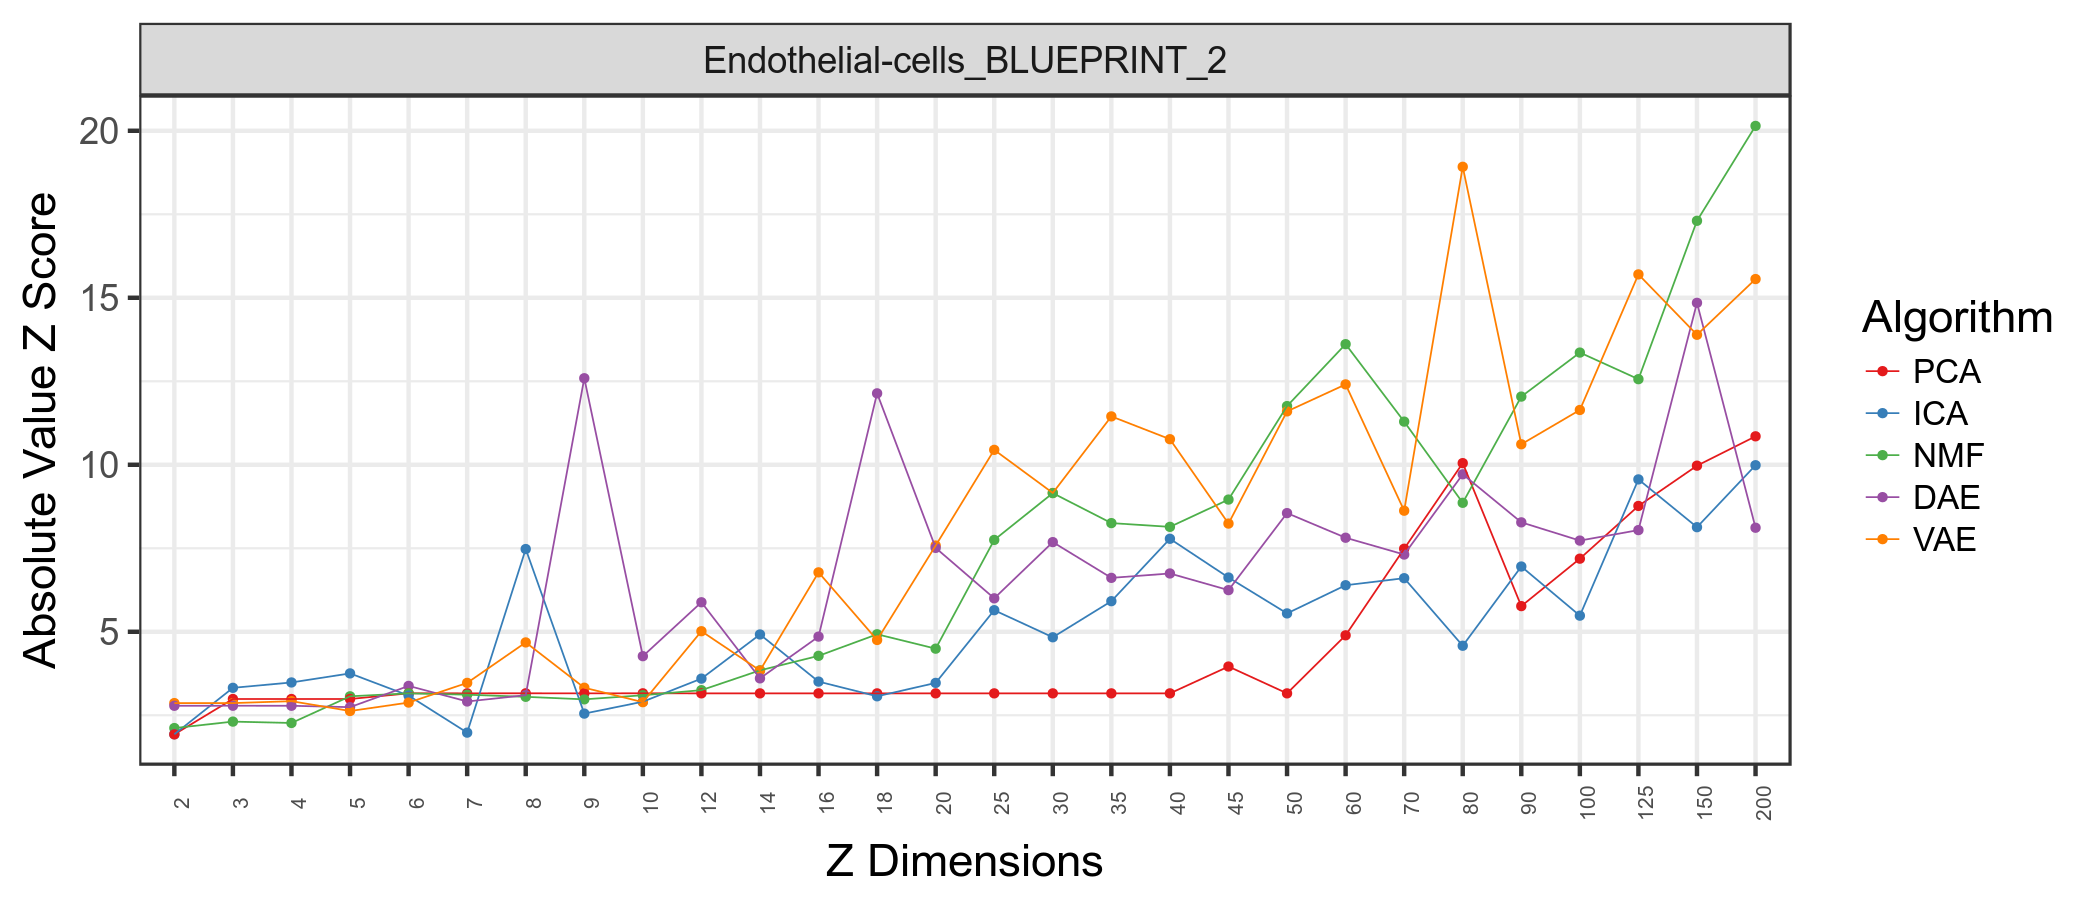 Endothelial-cells_BLUEPRINT_2
Absolute Value Z Score
20
15
10
5
2 3 4 5 6 7 8 9 10 12 14 16 18 20 25 30 35 40 45 50 60 70 80 90 100 125 150 200
Z Dimensions
Algorithm
PCA
ICA
NMF
DAE
VAE